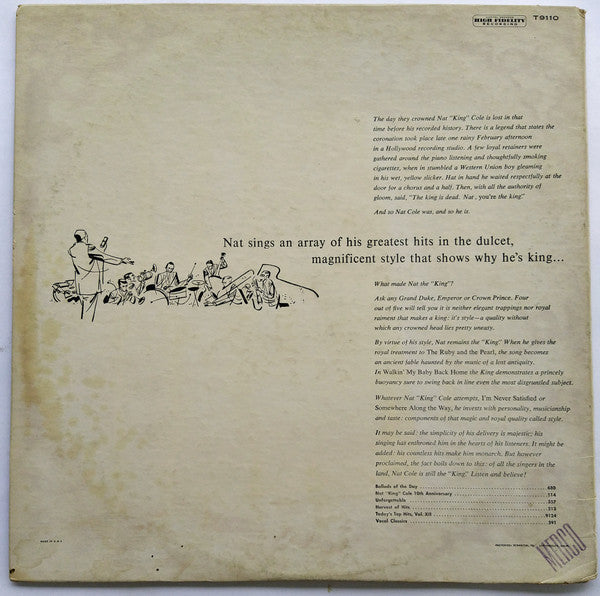 HIGH FIDELITY
RECORDING
T9110
The day they crowned Nat "King" Cole is lost in that
time before his recorded history. There is a legend that states the
coronation took place late one rainy February afternoon
in a Hollywood recording studio. A few loyal retainers were
gathered around the piano listening and thoughtfully smoking
cigarettes, when in stumbled a Western Union boy gleaming
in his wet, yellow slicker. Hat in hand he waited respectfully at the
door for a chorus and a half. Then, with all the authority of
gloom, said, "The king is dead. Nat, you're the king."
And so Nat Cole was, and so he is.
Nat sings an array of his greatest hits in the dulcet,
magnificent style that shows why he's king...
What made Nat the "King"?
Ask any Grand Duke, Emperor or Crown Prince. Four
out of five will tell you it is neither elegant trappings nor royal
raiment that makes a king: it's style—a quality without
which any crowned head lies pretty uneasy.
By virtue of his style, Nat remains the "King." When he gives the
royal treatment to The Ruby and the Pearl, the song becomes
an ancient fable haunted by the music of a lost antiquity.
In Walkin' My Baby Back Home the King demonstrates a princely
buoyancy sure to swing back in line even the most disgruntled subject.
Whatever Nat "King" Cole attempts, I'm Never Satisfied or
Somewhere Along the Way, he invests with personality, musicianship
and taste: components of that magic and royal quality called style.
It may be said: the simplicity of his delivery is majestic; his
singing has enthroned him in the hearts of his listeners. It might be
added: his countless hits make him monarch. But however
proclaimed, the fact boils down to this: of all the singers in the
land, Nat Cole is still the "King." Listen and believe!
Ballads of the Day 680
Nat "King" Cole 10th Anniversary 514
Unforgettable 357
Harvest of Hits 213
Today's Top Hits, Vol. XII 9124
Vocal Classics 591
MADE IN U.S.A.
MERCO